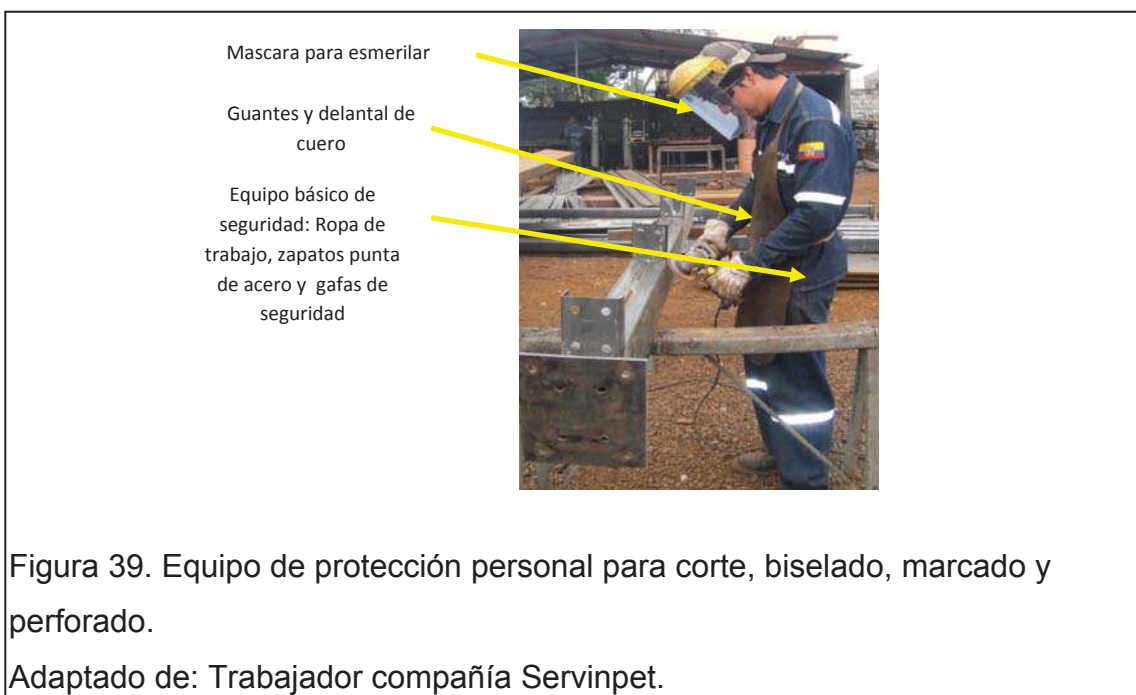 Mascara para esmerilar
Guantes y delantal de
cuero
Equipo básico de
seguridad: Ropa de
trabajo, zapatos punta
de acero y gafas de
seguridad
Figura 39. Equipo de protección personal para corte, biselado, marcado y
perforado.
Adaptado de: Trabajador compañía Servinpet.